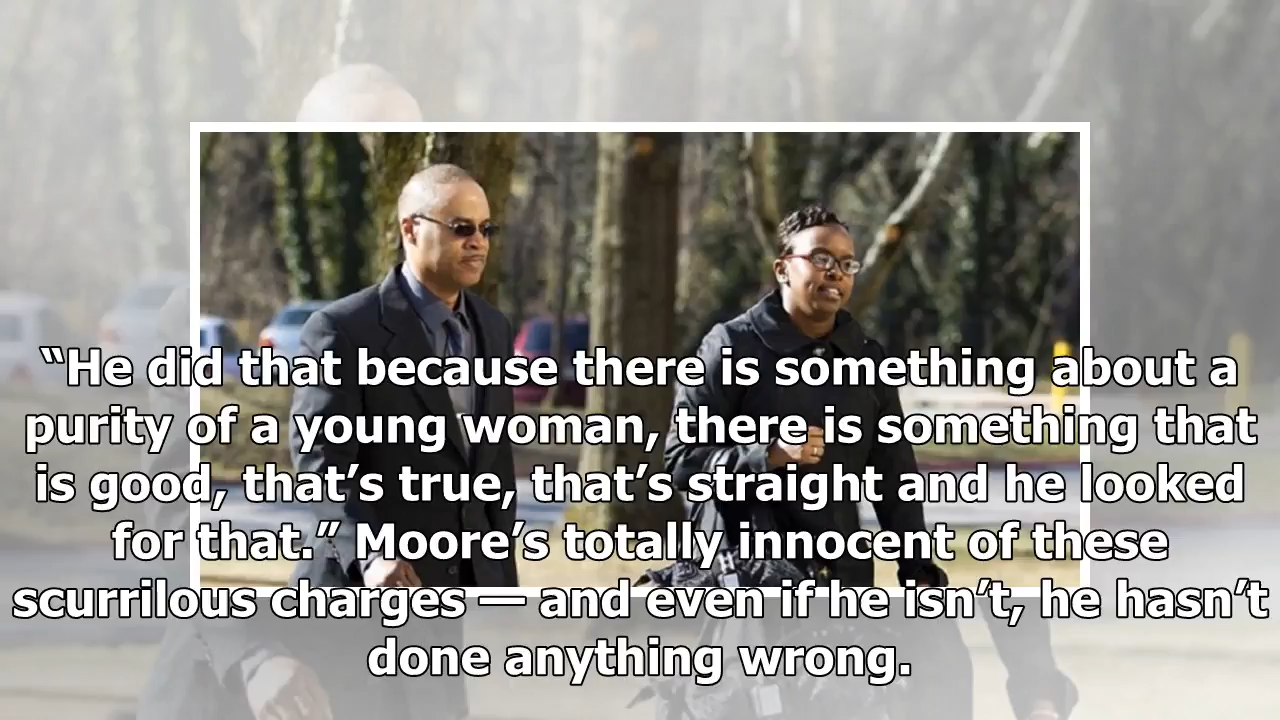 “He did that because there is something about a
purity of a young woman, there is something that
is good, that’s true, that’s straight and he looked
for that.” Moore’s totally innocent of these
scurrilous charges — and even if he isn’t, he hasn’t
done anything wrong.